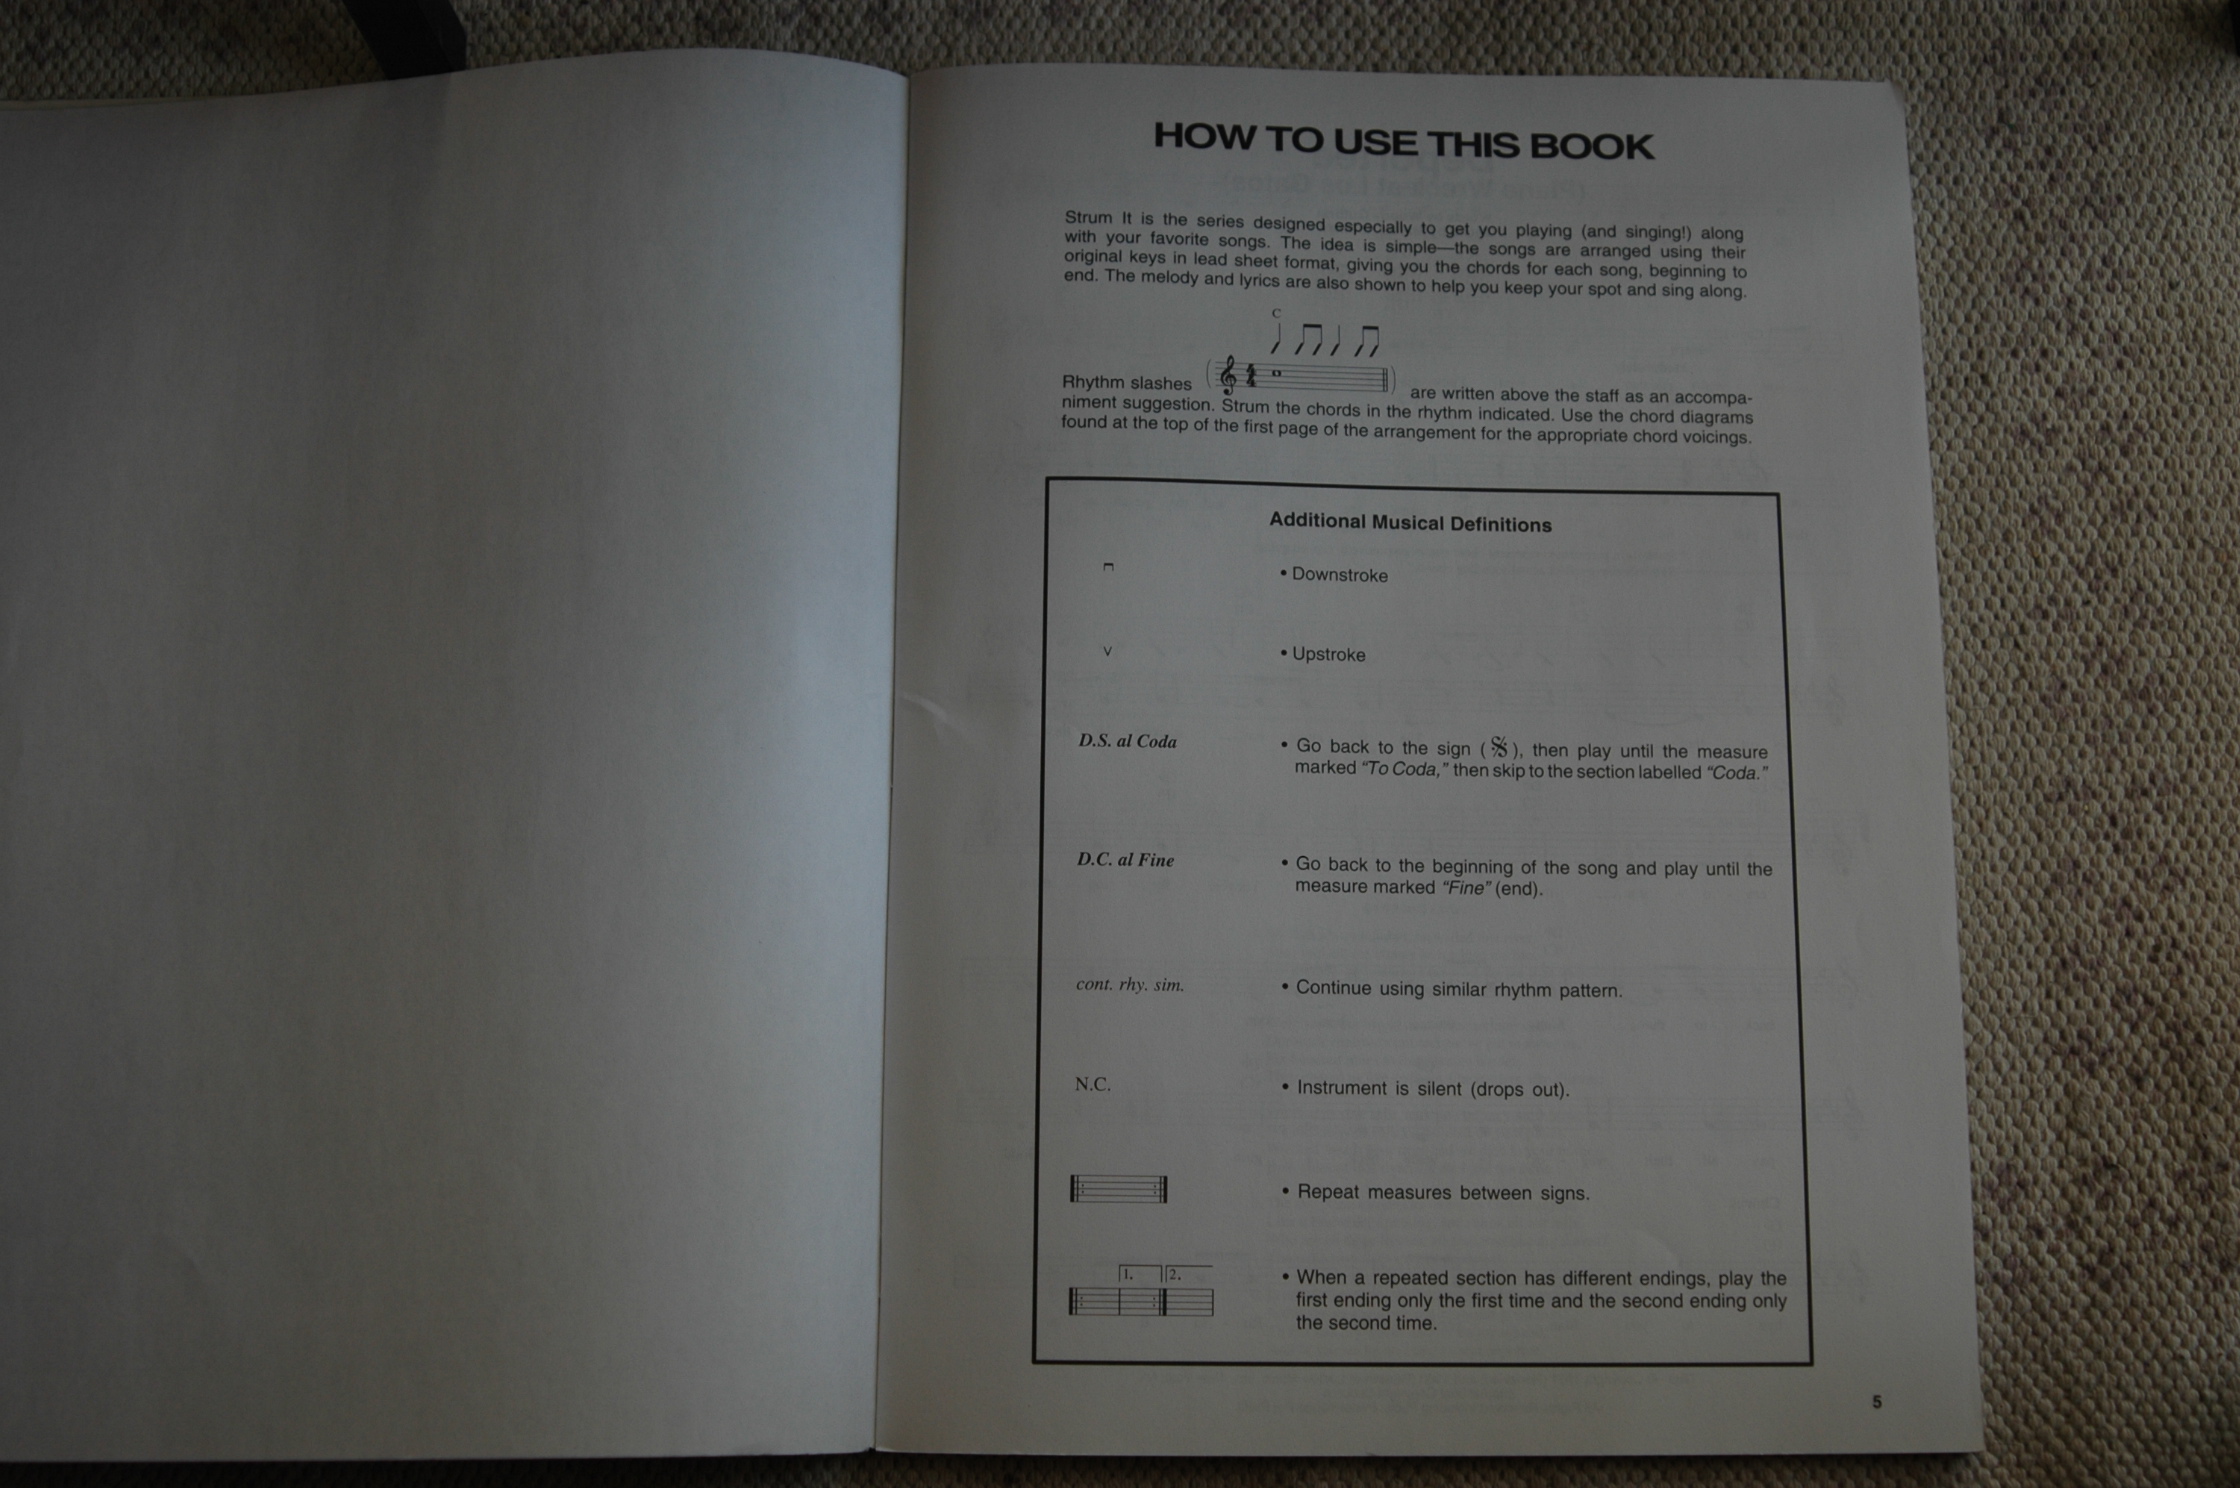 HOW TO USE THIS BOOK
Strum It is the series designed especially to get you playing (and singing!) along
with your favorite songs. The idea is simple—the songs are arranged using their
original keys in lead sheet format, giving you the chords for each song, beginning to
end. The melody and lyrics are also shown to help you keep your spot and sing along.
C
Rhythm slashes are written above the staff as an accompa-
niment suggestion. Strum the chords in the rhythm indicated. Use the chord diagrams
found at the top of the first page of the arrangement for the appropriate chord voicings.
Additional Musical Definitions
• Downstroke
V • Upstroke
D.S. al Coda • Go back to the sign ( 𝄋 ), then play until the measure
marked “To Coda,” then skip to the section labelled “Coda.”
D.C. al Fine • Go back to the beginning of the song and play until the
measure marked “Fine” (end).
cont. rhy. sim. • Continue using similar rhythm pattern.
N.C. • Instrument is silent (drops out).
• Repeat measures between signs.
1. 2. • When a repeated section has different endings, play the
first ending only the first time and the second ending only
the second time.
5